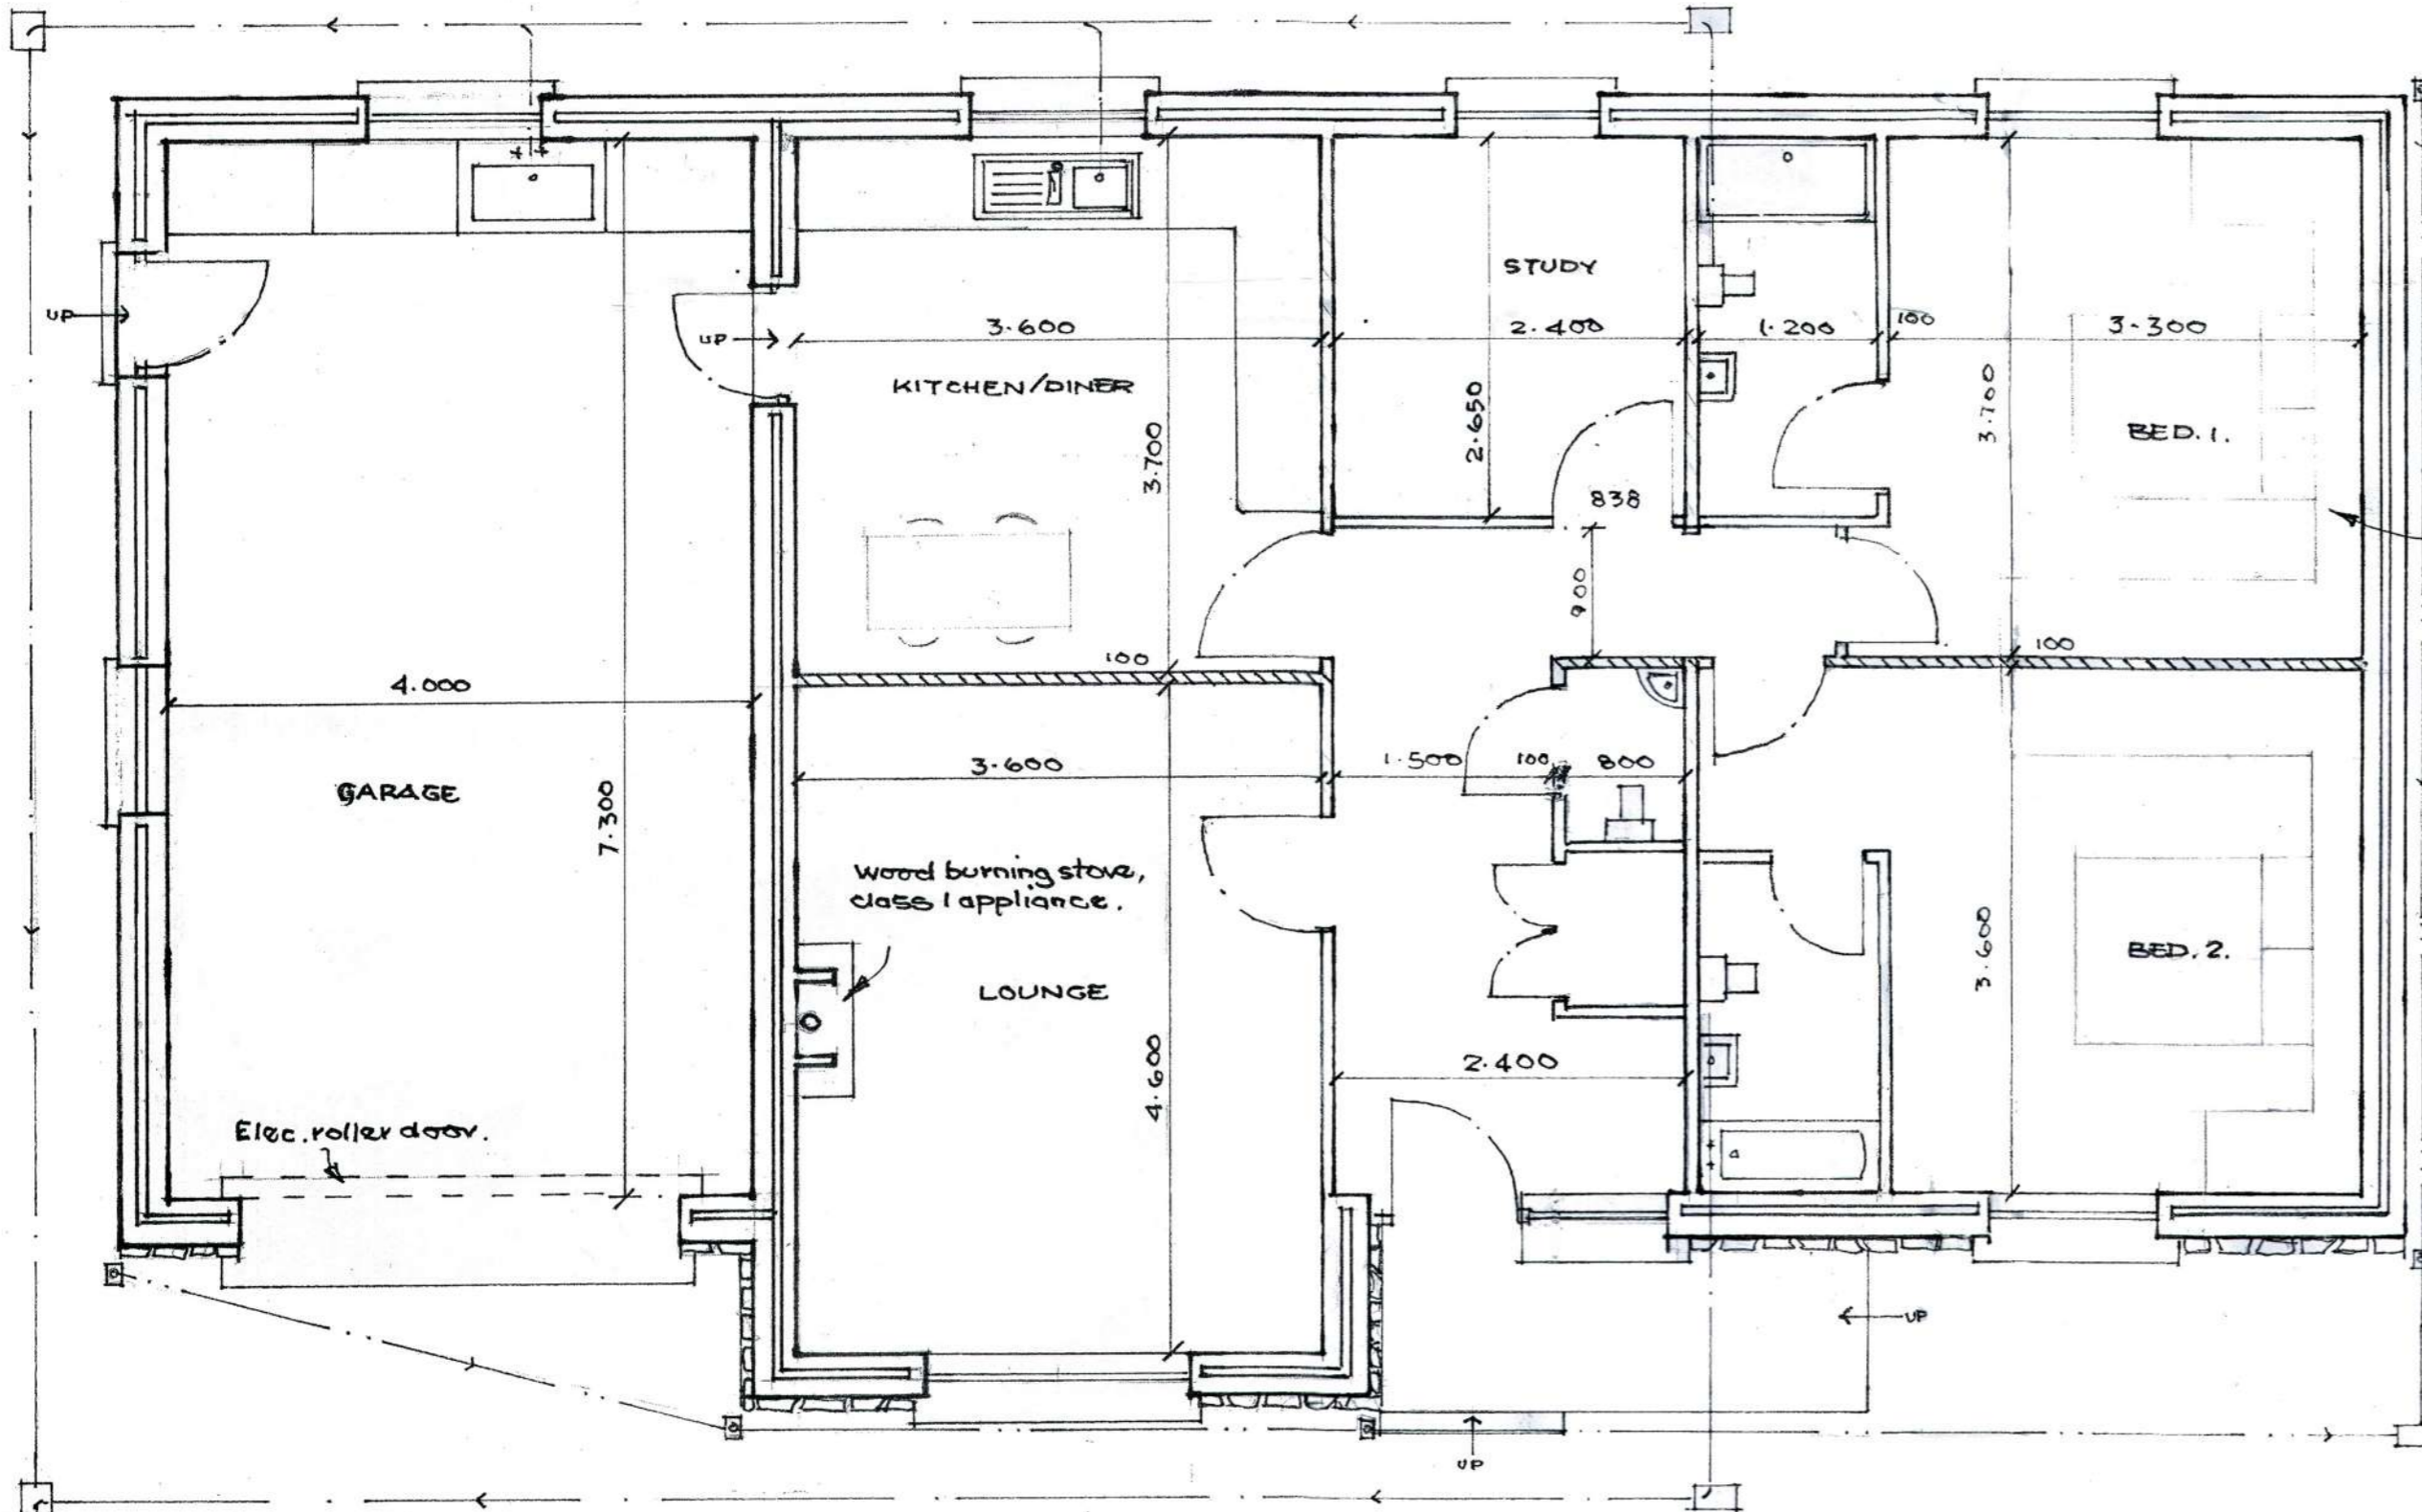 STUDY
UP
UP
3.600
2.400
1.200
100
3.300
KITCHEN/DINER
3.700
2.650
3.700
BED.1.
838
900
100
100
4.000
GARAGE
7.300
3.600
1.500
100
800
wood burning stove,
class 1 appliance.
LOUNGE
4.600
2.400
3.600
BED.2.
Elec. roller door.
UP
UP